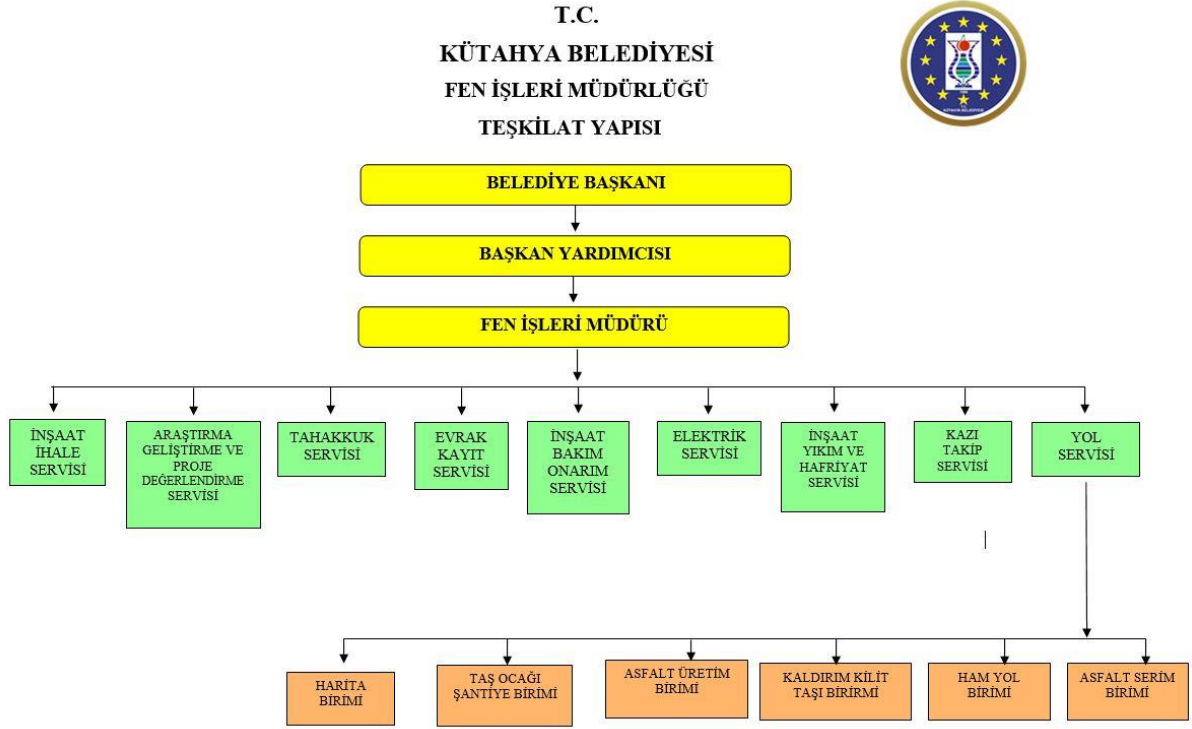 T.C.
KÜTAHYA BELEDİYESİ
FEN İŞLERİ MÜDÜRLÜĞÜ
TEŞKİLAT YAPISI
KÜTAHYA BELEDİYESİ
BELEDİYE BAŞKANI
BAŞKAN YARDIMCISI
FEN İŞLERİ MÜDÜRÜ
İNŞAAT
İHALE
SERVİSİ
ARAŞTIRMA
GELİŞTİRME VE
PROJE
DEĞERLENDİRME
SERVİSİ
TAHAKKUK
SERVİSİ
EVRAK
KAYIT
SERVİSİ
İNŞAAT
BAKIM
ONARIM
SERVİSİ
ELEKTRİK
SERVİSİ
İNŞAAT
YIKIM VE
HAFRİYAT
SERVİSİ
KAZI
TAKİP
SERVİSİ
YOL
SERVİSİ
HARİTA
BİRİMİ
TAŞ OCAĞI
ŞANTİYE BİRİMİ
ASFALT ÜRETİM
BİRİMİ
KALDIRIM KİLİT
TAŞI BİRİRMİ
HAM YOL
BİRİMİ
ASFALT SERİM
BİRİMİ